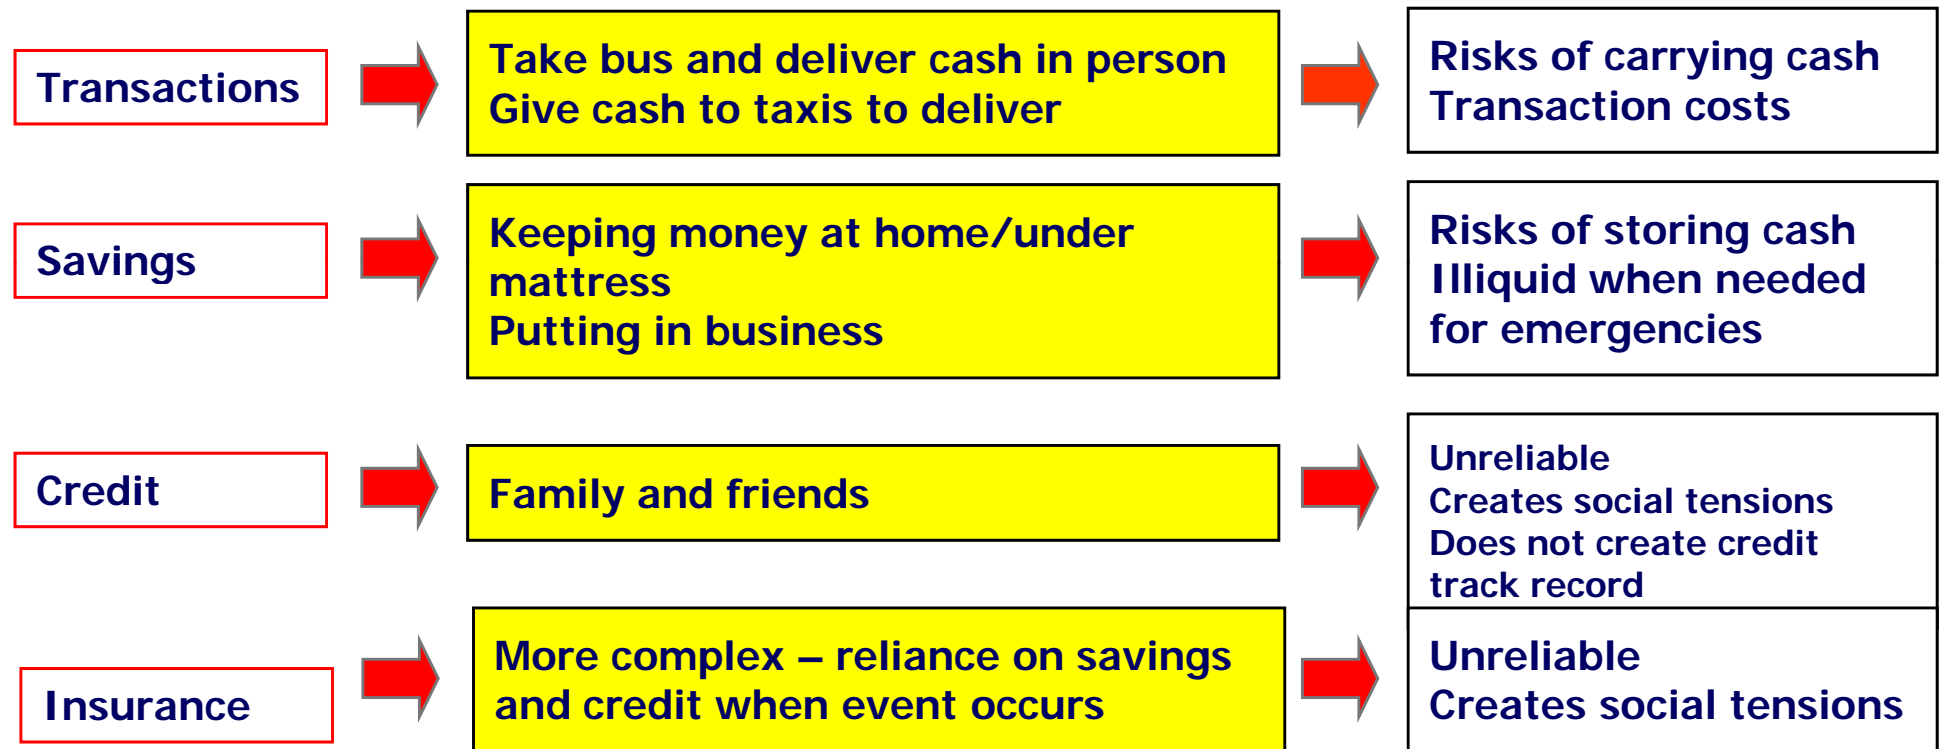 Transactions
Take bus and deliver cash in person
Give cash to taxis to deliver
Risks of carrying cash
Transaction costs
Savings
Keeping money at home/under
mattress
Putting in business
Risks of storing cash
Illiquid when needed
for emergencies
Credit
Family and friends
Unreliable
Creates social tensions
Does not create credit
track record
Insurance
More complex – reliance on savings
and credit when event occurs
Unreliable
Creates social tensions